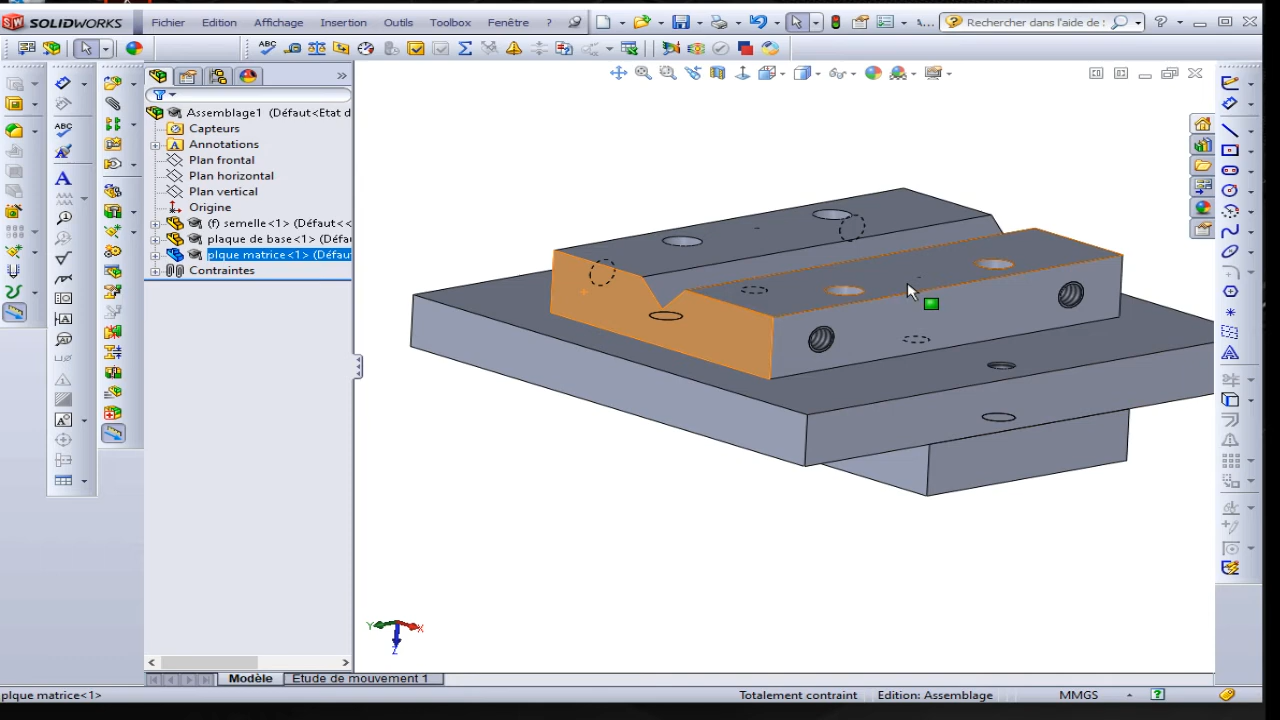 SOLIDWORKS Fichier Edition Affichage Insertion Outils Toolbox Fenêtre ? Rechercher dans l'aide de :
Assemblage1 (Défaut<Etat d
Capteurs
Annotations
Plan frontal
Plan horizontal
Plan vertical
Origine
(f) semelle<1> (Défaut<<
plaque de base<1> (Défa
plque matrice<1> (Défau
Contraintes
Y X
Z
Modèle Etude de mouvement 1
plque matrice<1> Totalement contraint Edition: Assemblage MMGS